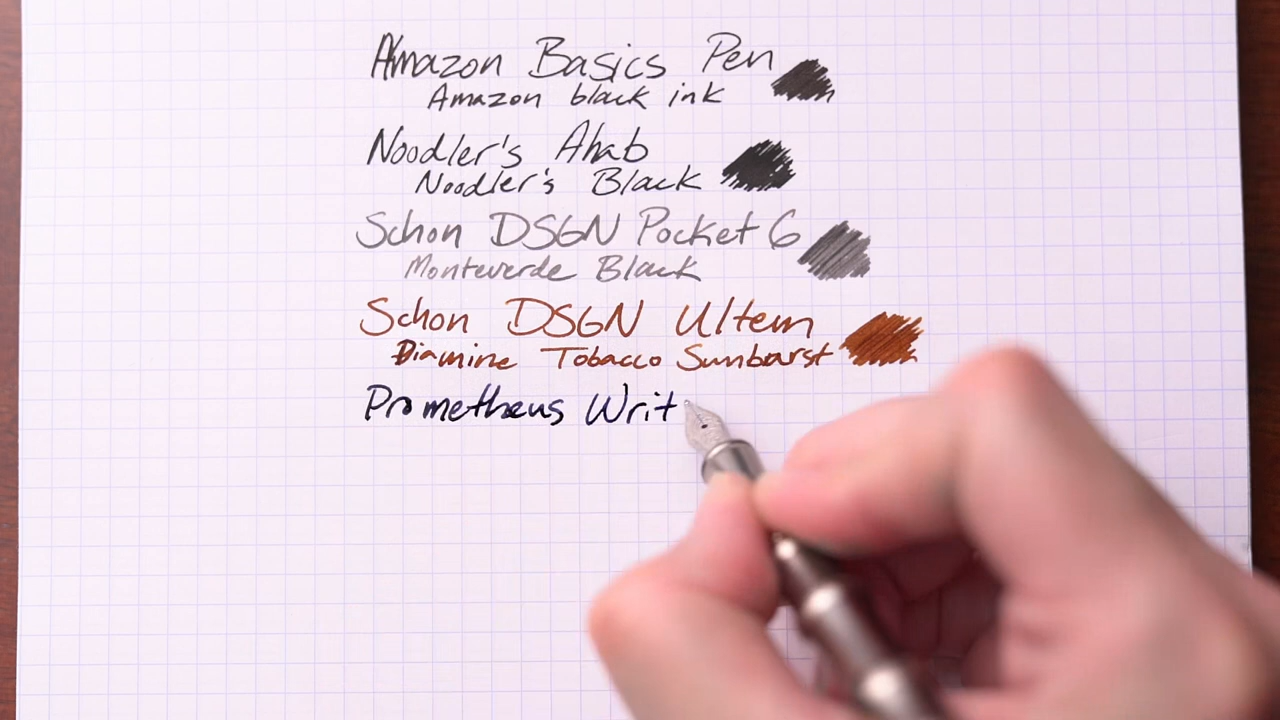 Amazon Basics Pen
Amazon black ink
Noodler's Ahab
Noodler's Black
Schon DSGN Pocket 6
Monteverde Black
Schon DSGN Ultem
Diamine Tobacco Sunburst
Prometheus Writ